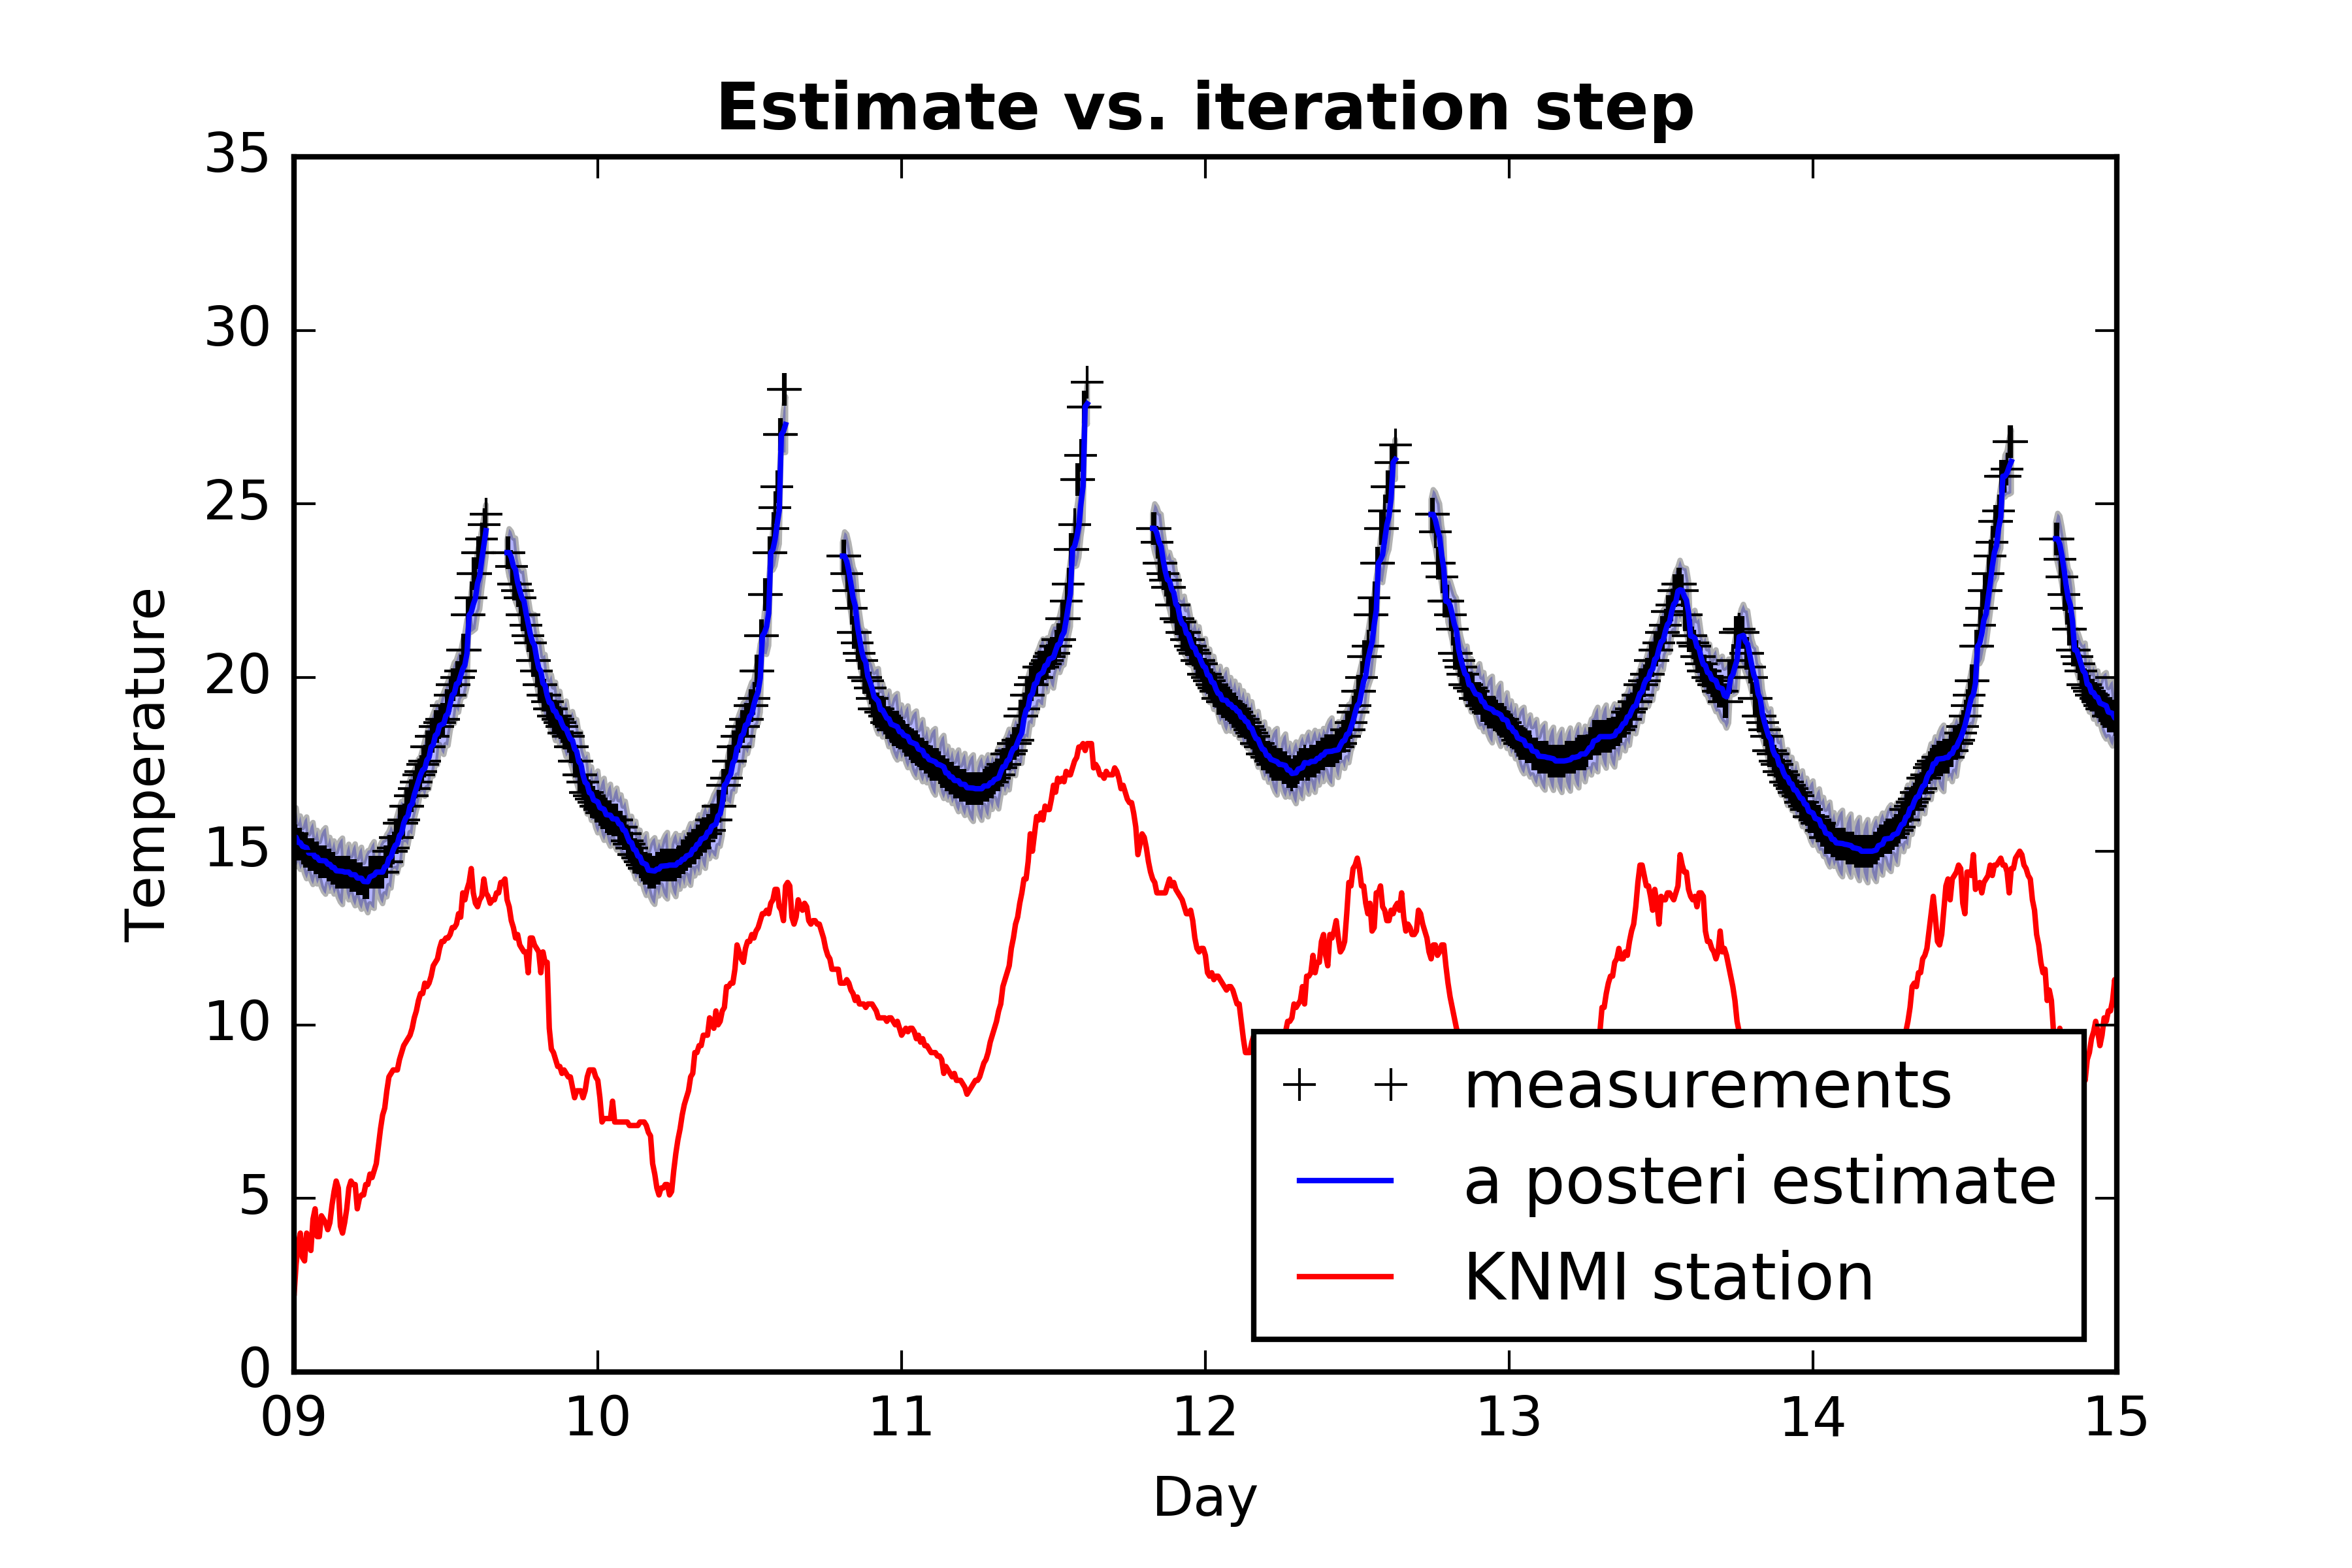 Estimate vs. iteration step
35
30
25
20
15
10
5
0
Temperature
measurements
a posteri estimate
KNMI station
09 10 11 12 13 14 15
Day